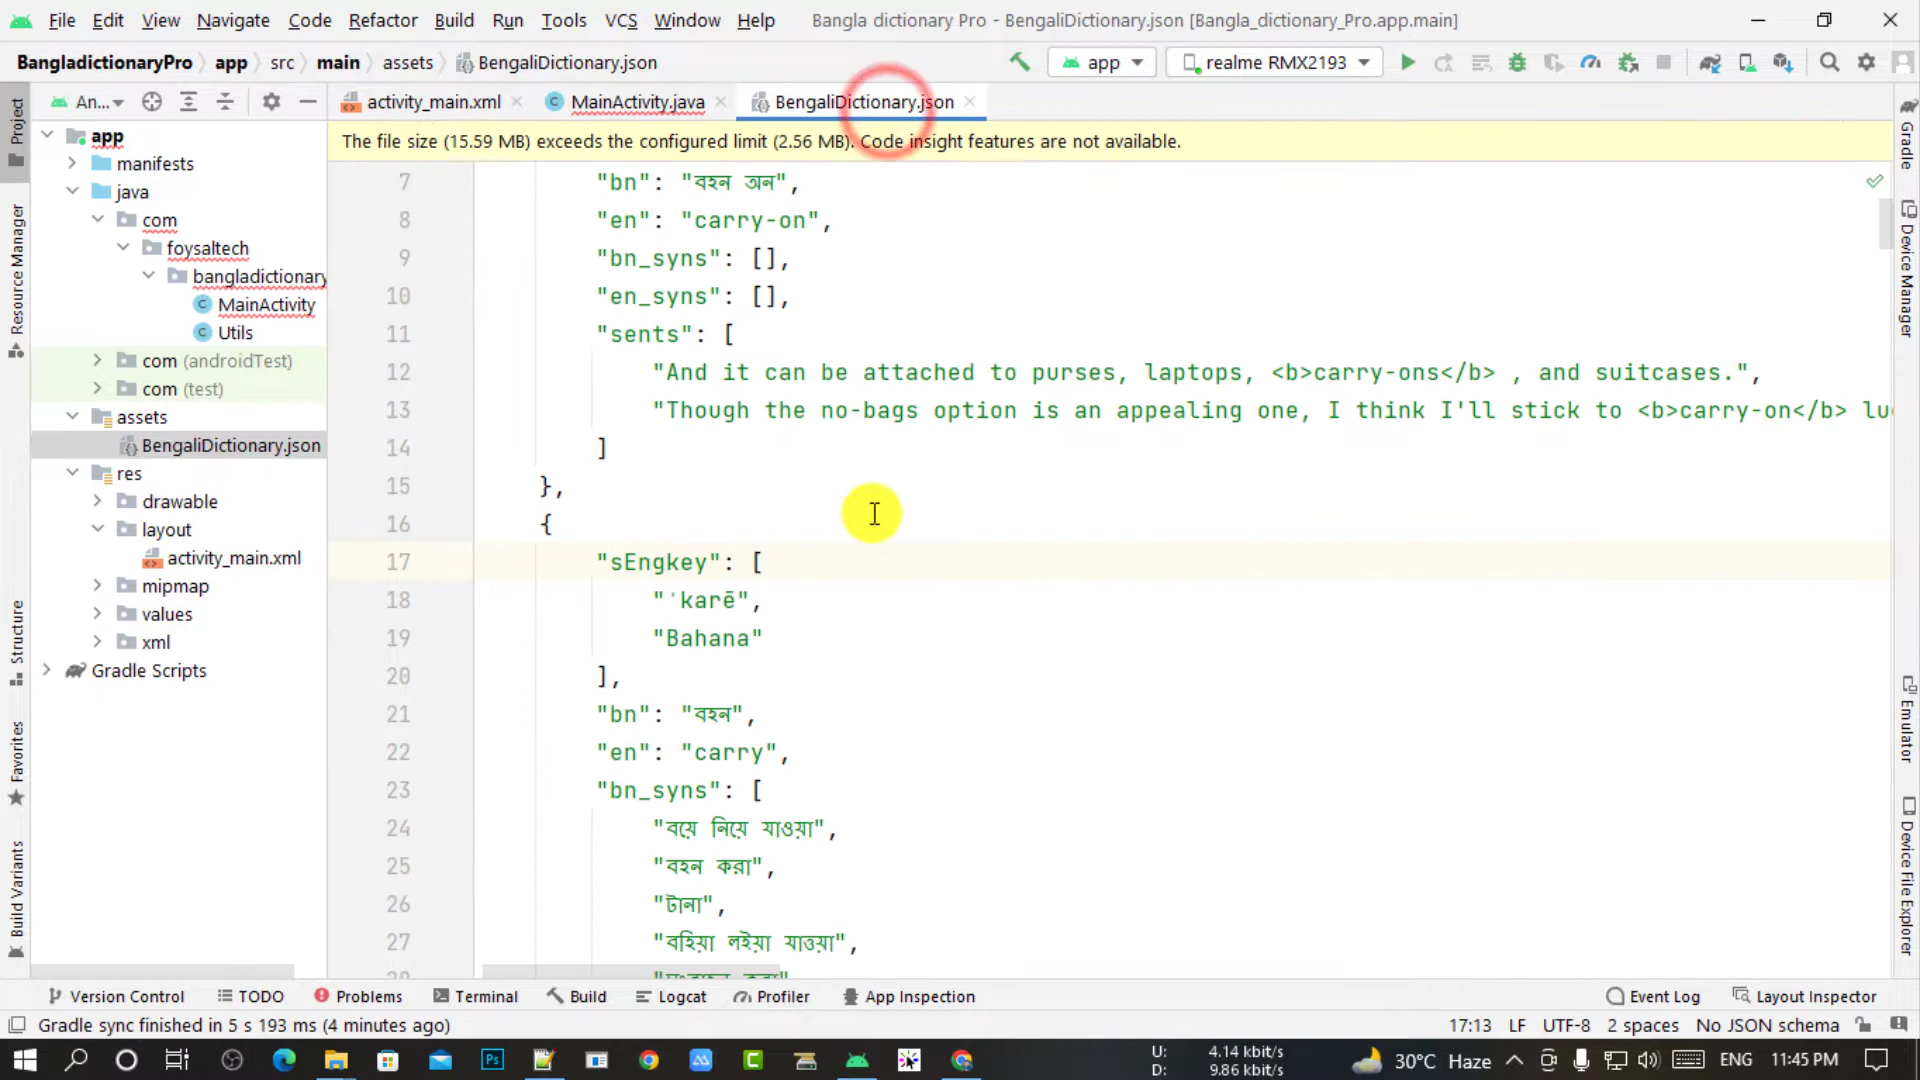 File Edit View Navigate Code Refactor Build Run Tools VCS Window Help Bangla dictionary Pro - BengaliDictionary.json [Bangla_dictionary_Pro.app.main]
BangladictionaryPro app src main assets BengaliDictionary.json app realme RMX2193
An... activity_main.xml MainActivity.java BengaliDictionary.json
The file size (15.59 MB) exceeds the configured limit (2.56 MB). Code insight features are not available.
Project
Resource Manager
Structure
Favorites
Build Variants
app
manifests
java
com
foysaltech
bangladictionary
MainActivity
Utils
com (androidTest)
com (test)
assets
BengaliDictionary.json
res
drawable
layout
activity_main.xml
mipmap
values
xml
Gradle Scripts
7 "bn": "বহন অন",
8 "en": "carry-on",
9 "bn_syns": [],
10 "en_syns": [],
11 "sents": [
12 "And it can be attached to purses, laptops, <b>carry-ons</b> , and suitcases.",
13 "Though the no-bags option is an appealing one, I think I'll stick to <b>carry-on</b>
14 ]
15 },
16 {
17 "sEngkey": [
18 "ˈkarē",
19 "Bahana"
20 ],
21 "bn": "বহন",
22 "en": "carry",
23 "bn_syns": [
24 "বয়ে নিয়ে যাওয়া",
25 "বহন করা",
26 "টানা",
27 "বহিয়া লইয়া যাত্তয়া",
Gradle
Device Manager
Emulator
Device File Explorer
Version Control TODO Problems Terminal Build Logcat Profiler App Inspection Event Log Layout Inspector
Gradle sync finished in 5 s 193 ms (4 minutes ago) 17:13 LF UTF-8 2 spaces No JSON schema
U: 4.14 kbit/s
D: 9.86 kbit/s
30°C Haze ENG 11:45 PM